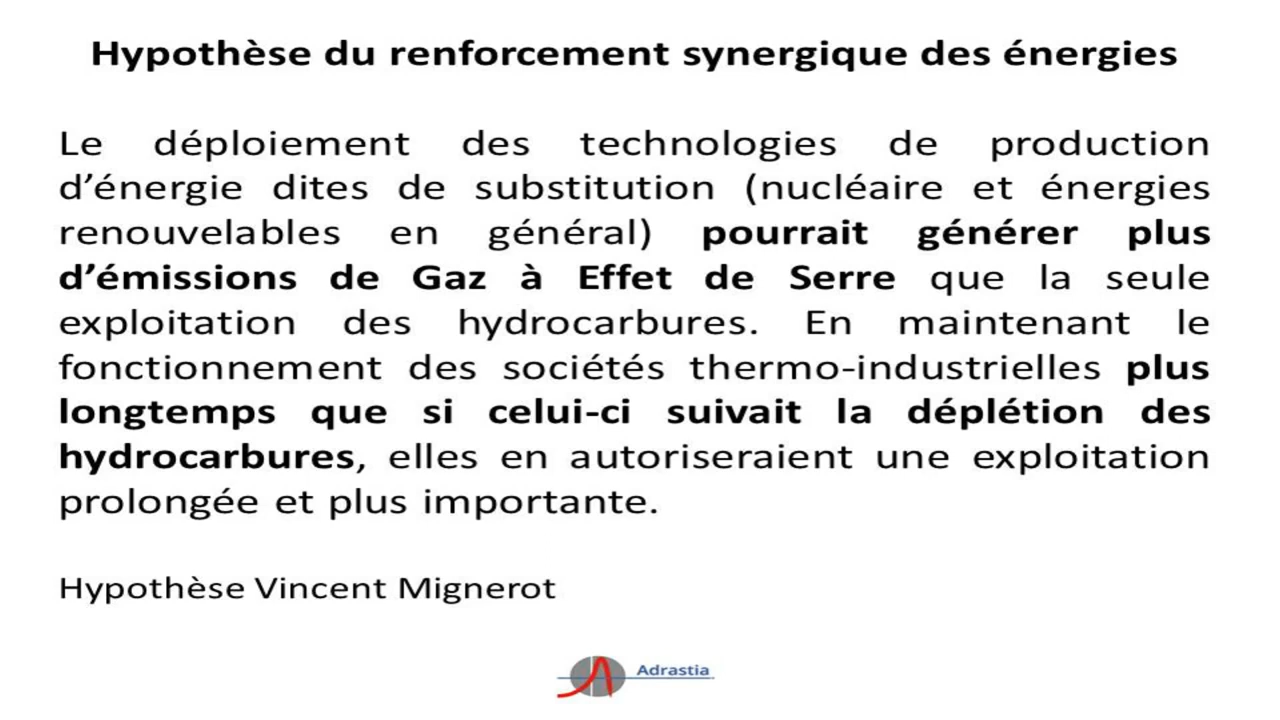 Hypothèse du renforcement synergique des énergies
Le déploiement des technologies de production
d’énergie dites de substitution (nucléaire et énergies
renouvelables en général) pourrait générer plus
d’émissions de Gaz à Effet de Serre que la seule
exploitation des hydrocarbures. En maintenant le
fonctionnement des sociétés thermo-industrielles plus
longtemps que si celui-ci suivait la déplétion des
hydrocarbures, elles en autoriseraient une exploitation
prolongée et plus importante.
Hypothèse Vincent Mignerot
Adrastia